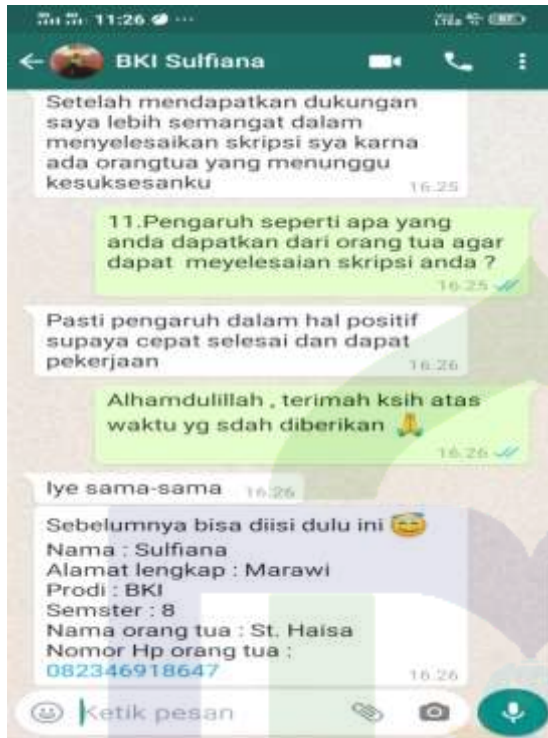 11:26
BKI Sulfiana
Setelah mendapatkan dukungan
saya lebih semangat dalam
menyelesaikan skripsi sya karna
ada orangtua yang menunggu
kesuksesanku
16.25
11.Pengaruh seperti apa yang
anda dapatkan dari orang tua agar
dapat meyelesaian skripsi anda ?
16.25
Pasti pengaruh dalam hal positif
supaya cepat selesai dan dapat
pekerjaan
16.26
Alhamdulillah , terimah ksih atas
waktu yg sdah diberikan 🙏
16.26
Iye sama-sama
16.26
Sebelumnya bisa diisi dulu ini 😇
Nama : Sulfiana
Alamat lengkap : Marawi
Prodi : BKI
Semster : 8
Nama orang tua : St. Haisa
Nomor Hp orang tua :
082346918647
16.26
Ketik pesan